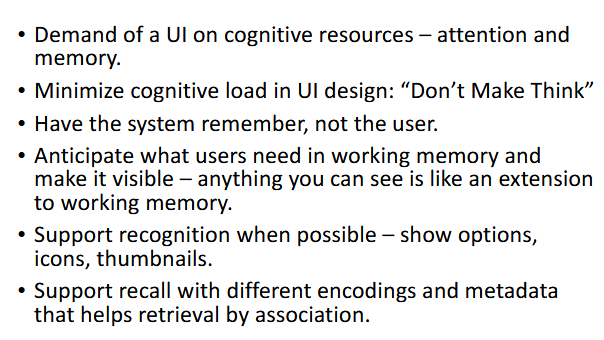 • Demand of a UI on cognitive resources – attention and
memory.
• Minimize cognitive load in UI design: “Don’t Make Think”
• Have the system remember, not the user.
• Anticipate what users need in working memory and
make it visible – anything you can see is like an extension
to working memory.
• Support recognition when possible – show options,
icons, thumbnails.
• Support recall with different encodings and metadata
that helps retrieval by association.